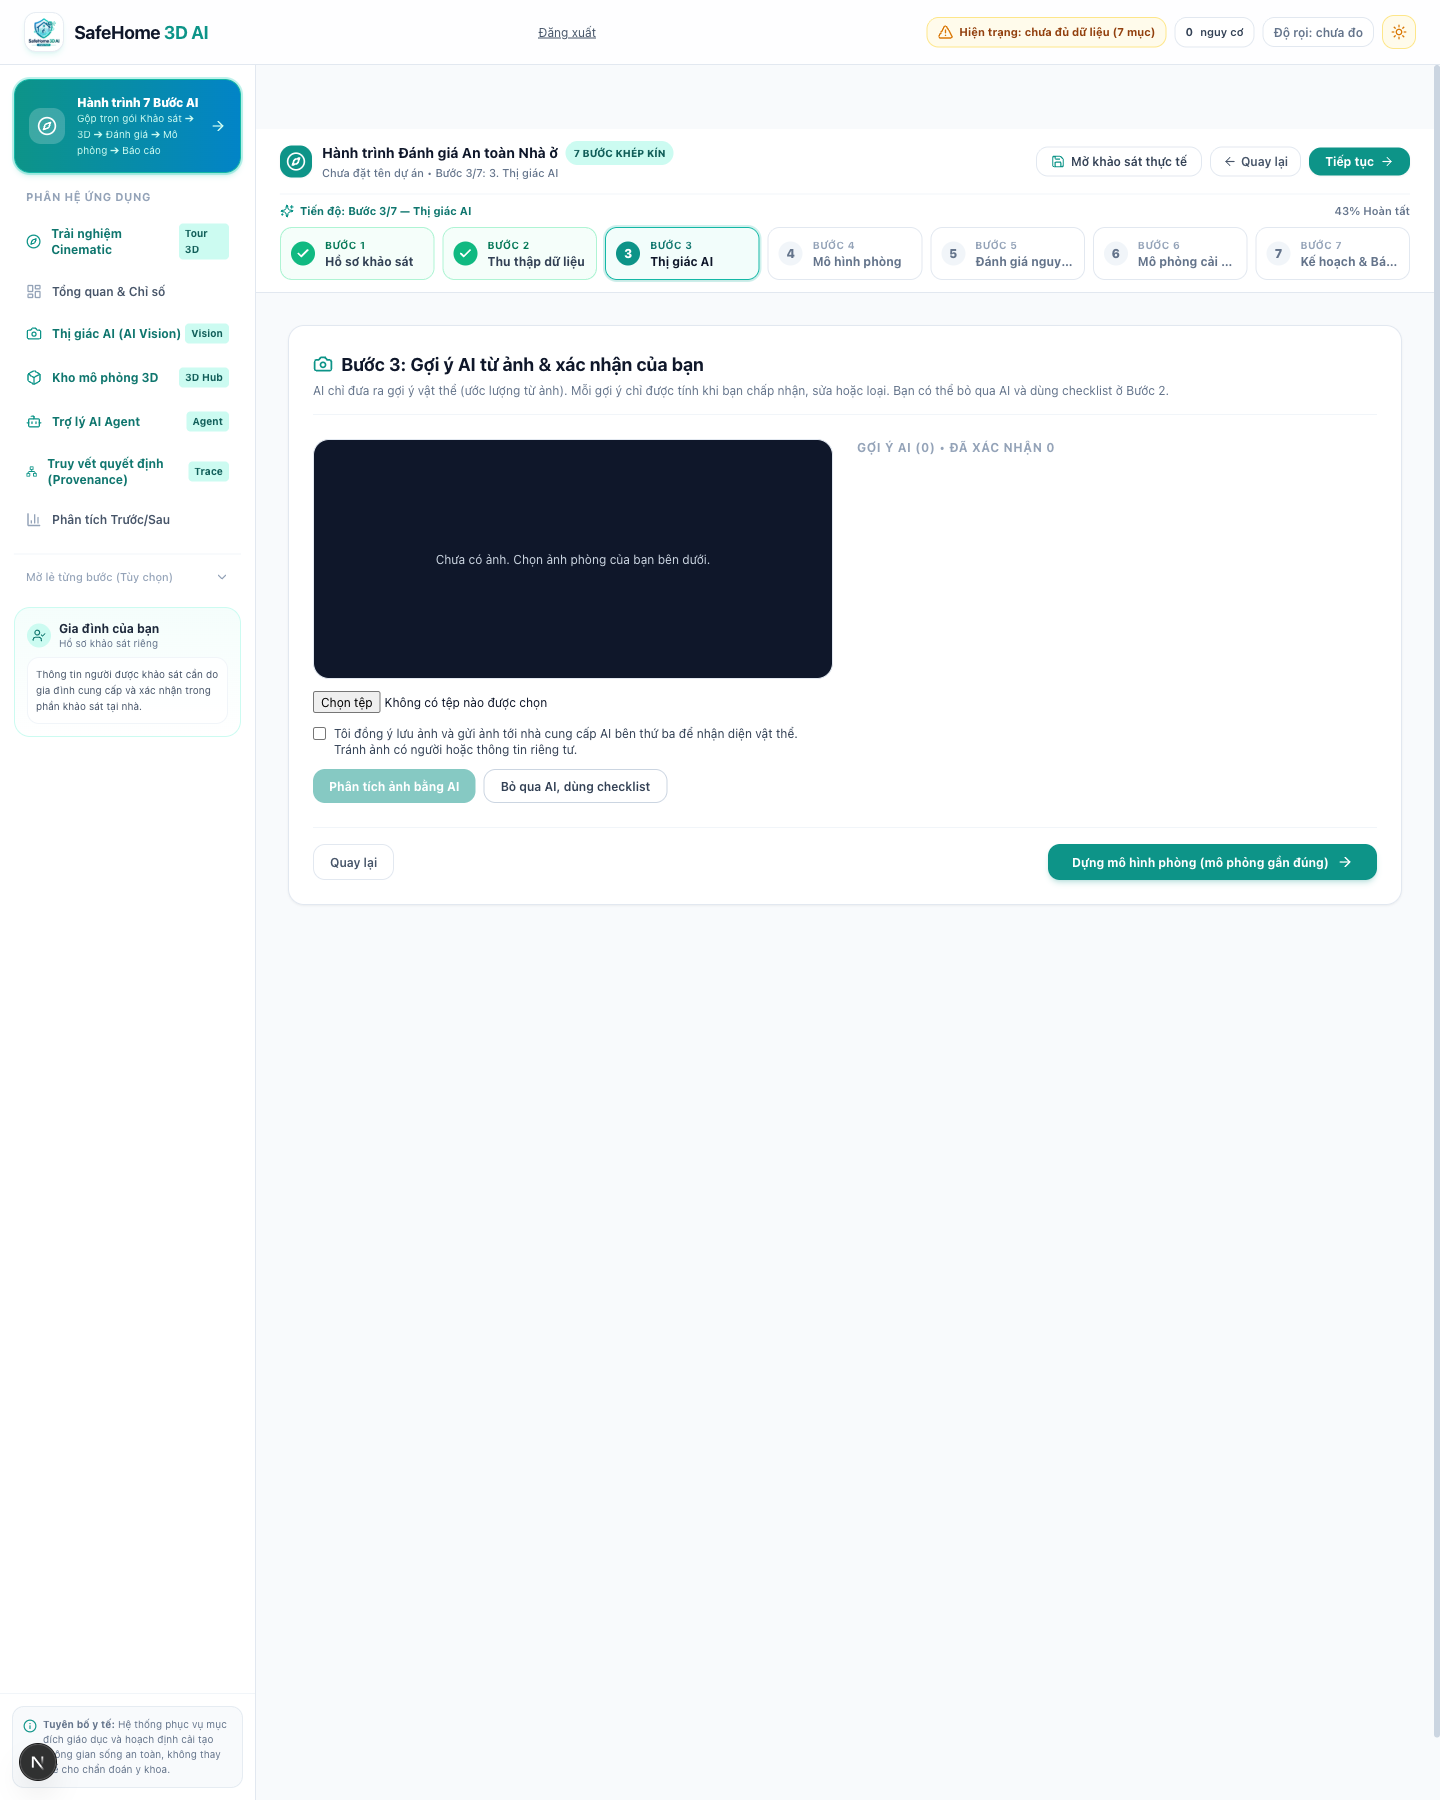 SafeHome 3D AI
Đăng xuất
Hiện trạng: chưa đủ dữ liệu (7 mục)
0 nguy cơ
Độ rọi: chưa đo
Hành trình 7 Bước AI
Gộp trọn gói Khảo sát ➔
3D ➔ Đánh giá ➔ Mô
phỏng ➔ Báo cáo
PHÂN HỆ ỨNG DỤNG
Trải nghiệm
Cinematic
Tour
3D
Tổng quan & Chỉ số
Thị giác AI (AI Vision)
Vision
Kho mô phỏng 3D
3D Hub
Trợ lý AI Agent
Agent
Truy vết quyết định
(Provenance)
Trace
Phân tích Trước/Sau
Mở lẻ từng bước (Tùy chọn)
Gia đình của bạn
Hồ sơ khảo sát riêng
Thông tin người được khảo sát cần do
gia đình cung cấp và xác nhận trong
phần khảo sát tại nhà.
Hành trình Đánh giá An toàn Nhà ở
7 BƯỚC KHÉP KÍN
Chưa đặt tên dự án • Bước 3/7: 3. Thị giác AI
Mở khảo sát thực tế
Quay lại
Tiếp tục
Tiến độ: Bước 3/7 — Thị giác AI
43% Hoàn tất
BƯỚC 1
Hồ sơ khảo sát
BƯỚC 2
Thu thập dữ liệu
3
BƯỚC 3
Thị giác AI
4
BƯỚC 4
Mô hình phòng
5
BƯỚC 5
Đánh giá nguy...
6
BƯỚC 6
Mô phỏng cải ...
7
BƯỚC 7
Kế hoạch & Bá...
Bước 3: Gợi ý AI từ ảnh & xác nhận của bạn
AI chỉ đưa ra gợi ý vật thể (ước lượng từ ảnh). Mỗi gợi ý chỉ được tính khi bạn chấp nhận, sửa hoặc loại. Bạn có thể bỏ qua AI và dùng checklist ở Bước 2.
Chưa có ảnh. Chọn ảnh phòng của bạn bên dưới.
GỢI Ý AI (0) • ĐÃ XÁC NHẬN 0
Chọn tệp Không có tệp nào được chọn
Tôi đồng ý lưu ảnh và gửi ảnh tới nhà cung cấp AI bên thứ ba để nhận diện vật thể.
Tránh ảnh có người hoặc thông tin riêng tư.
Phân tích ảnh bằng AI
Bỏ qua AI, dùng checklist
Quay lại
Dựng mô hình phòng (mô phỏng gần đúng)
Tuyên bố y tế: Hệ thống phục vụ mục
đích giáo dục và hoạch định cải tạo
gian sống an toàn, không thay
cho chẩn đoán y khoa.
N